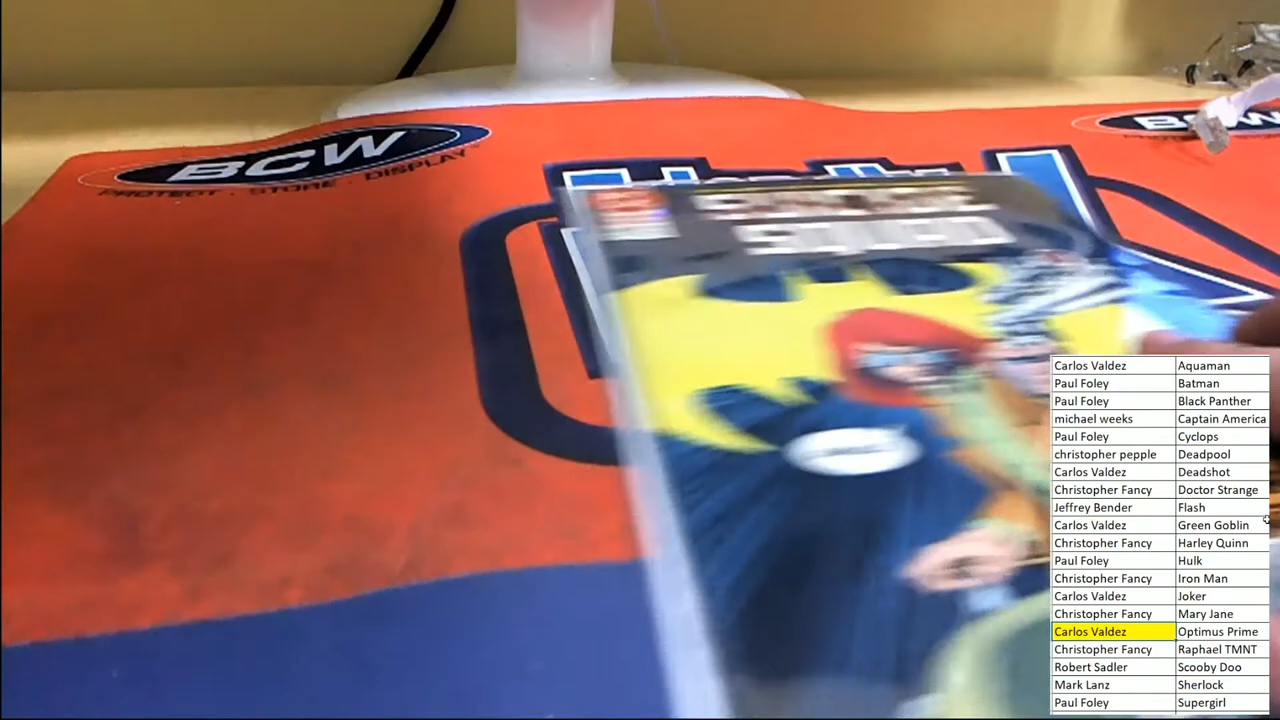 BCW
PROTECT · STORE · DISPLAY
BCW
SQUAD
Carlos Valdez Aquaman
Paul Foley Batman
Paul Foley Black Panther
michael weeks Captain America
Paul Foley Cyclops
christopher pepple Deadpool
Carlos Valdez Deadshot
Christopher Fancy Doctor Strange
Jeffrey Bender Flash
Carlos Valdez Green Goblin
Christopher Fancy Harley Quinn
Paul Foley Hulk
Christopher Fancy Iron Man
Carlos Valdez Joker
Christopher Fancy Mary Jane
Carlos Valdez Optimus Prime
Christopher Fancy Raphael TMNT
Robert Sadler Scooby Doo
Mark Lanz Sherlock
Paul Foley Supergirl